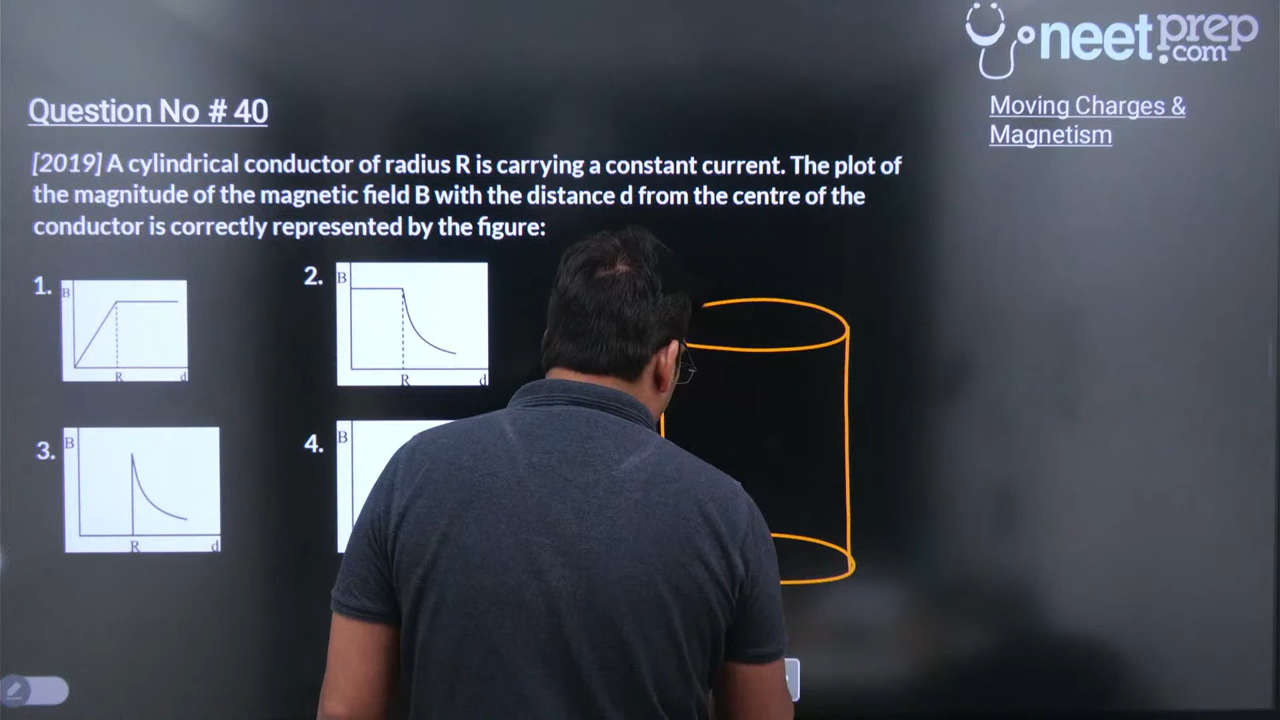 neetprep
.com
Question No # 40
Moving Charges &
Magnetism
[2019] A cylindrical conductor of radius R is carrying a constant current. The plot of
the magnitude of the magnetic field B with the distance d from the centre of the
conductor is correctly represented by the figure:
1.
B
R
d
2.
B
R
d
3.
B
R
d
4.
B